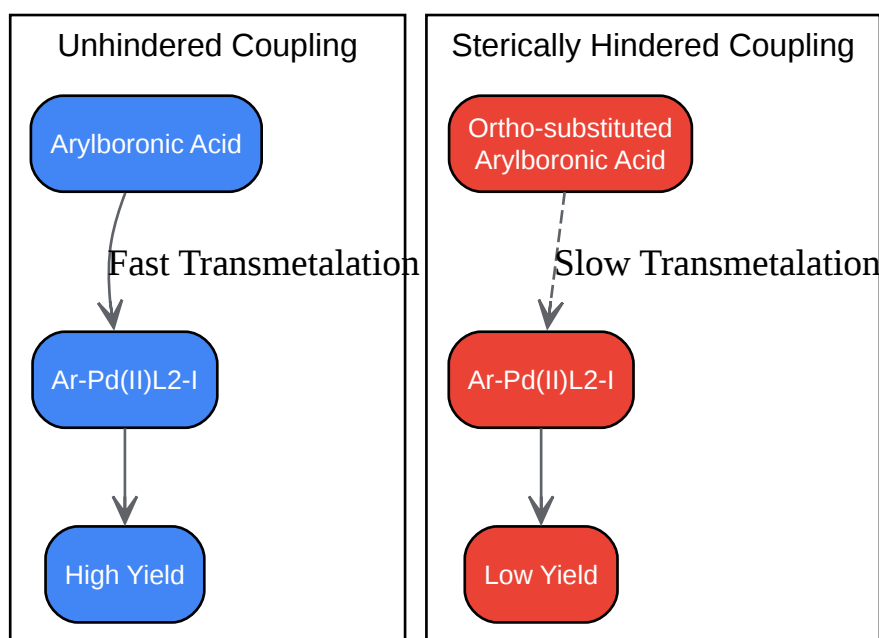 Unhindered Coupling
Arylboronic Acid
Fast Transmetalation
Ar-Pd(II)L2-I
High Yield
Sterically Hindered Coupling
Ortho-substituted
Arylboronic Acid
Slow Transmetalation
Ar-Pd(II)L2-I
Low Yield